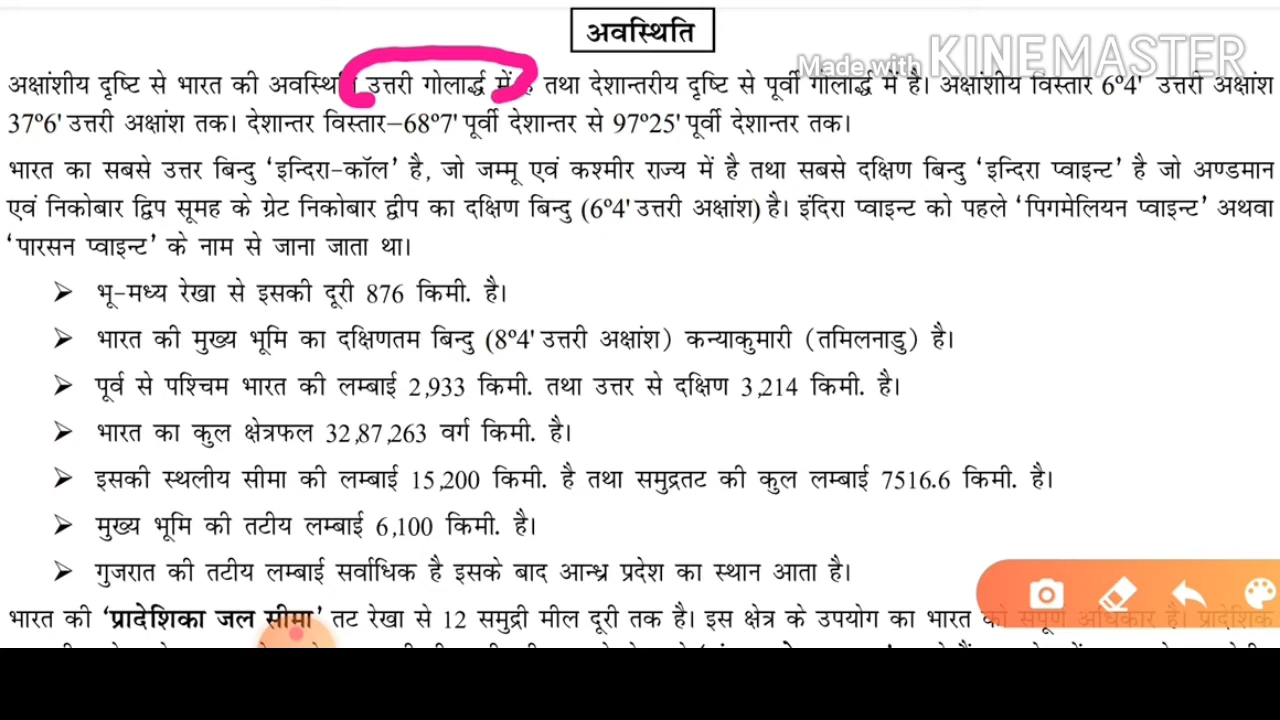 अवस्थिति
Made with KINEMASTER
अक्षांशीय दृष्टि से भारत की अवस्थिति उत्तरी गोलार्द्ध में है तथा देशान्तरीय दृष्टि से पूर्वी गोलार्द्ध में है। अक्षांशीय विस्तार 6°4' उत्तरी अक्षांश
37°6' उत्तरी अक्षांश तक। देशान्तर विस्तार–68°7' पूर्वी देशान्तर से 97°25' पूर्वी देशान्तर तक।
भारत का सबसे उत्तर बिन्दु 'इन्दिरा-कॉल' है, जो जम्मू एवं कश्मीर राज्य में है तथा सबसे दक्षिण बिन्दु 'इन्दिरा प्वाइन्ट' है जो अण्डमान
एवं निकोबार द्विप सूमह के ग्रेट निकोबार द्वीप का दक्षिण बिन्दु (6°4' उत्तरी अक्षांश) है। इंदिरा प्वाइन्ट को पहले 'पिगमेलियन प्वाइन्ट' अथवा
'पारसन प्वाइन्ट' के नाम से जाना जाता था।
➢ भू-मध्य रेखा से इसकी दूरी 876 किमी. है।
➢ भारत की मुख्य भूमि का दक्षिणतम बिन्दु (8°4' उत्तरी अक्षांश) कन्याकुमारी (तमिलनाडु) है।
➢ पूर्व से पश्चिम भारत की लम्बाई 2,933 किमी. तथा उत्तर से दक्षिण 3,214 किमी. है।
➢ भारत का कुल क्षेत्रफल 32,87,263 वर्ग किमी. है।
➢ इसकी स्थलीय सीमा की लम्बाई 15,200 किमी. है तथा समुद्रतट की कुल लम्बाई 7516.6 किमी. है।
➢ मुख्य भूमि की तटीय लम्बाई 6,100 किमी. है।
➢ गुजरात की तटीय लम्बाई सर्वाधिक है इसके बाद आन्ध्र प्रदेश का स्थान आता है।
भारत की 'प्रादेशिका जल सीमा' तट रेखा से 12 समुद्री मील दूरी तक है। इस क्षेत्र के उपयोग का भारत को संपूर्ण अधिकार है। प्रादेशिक